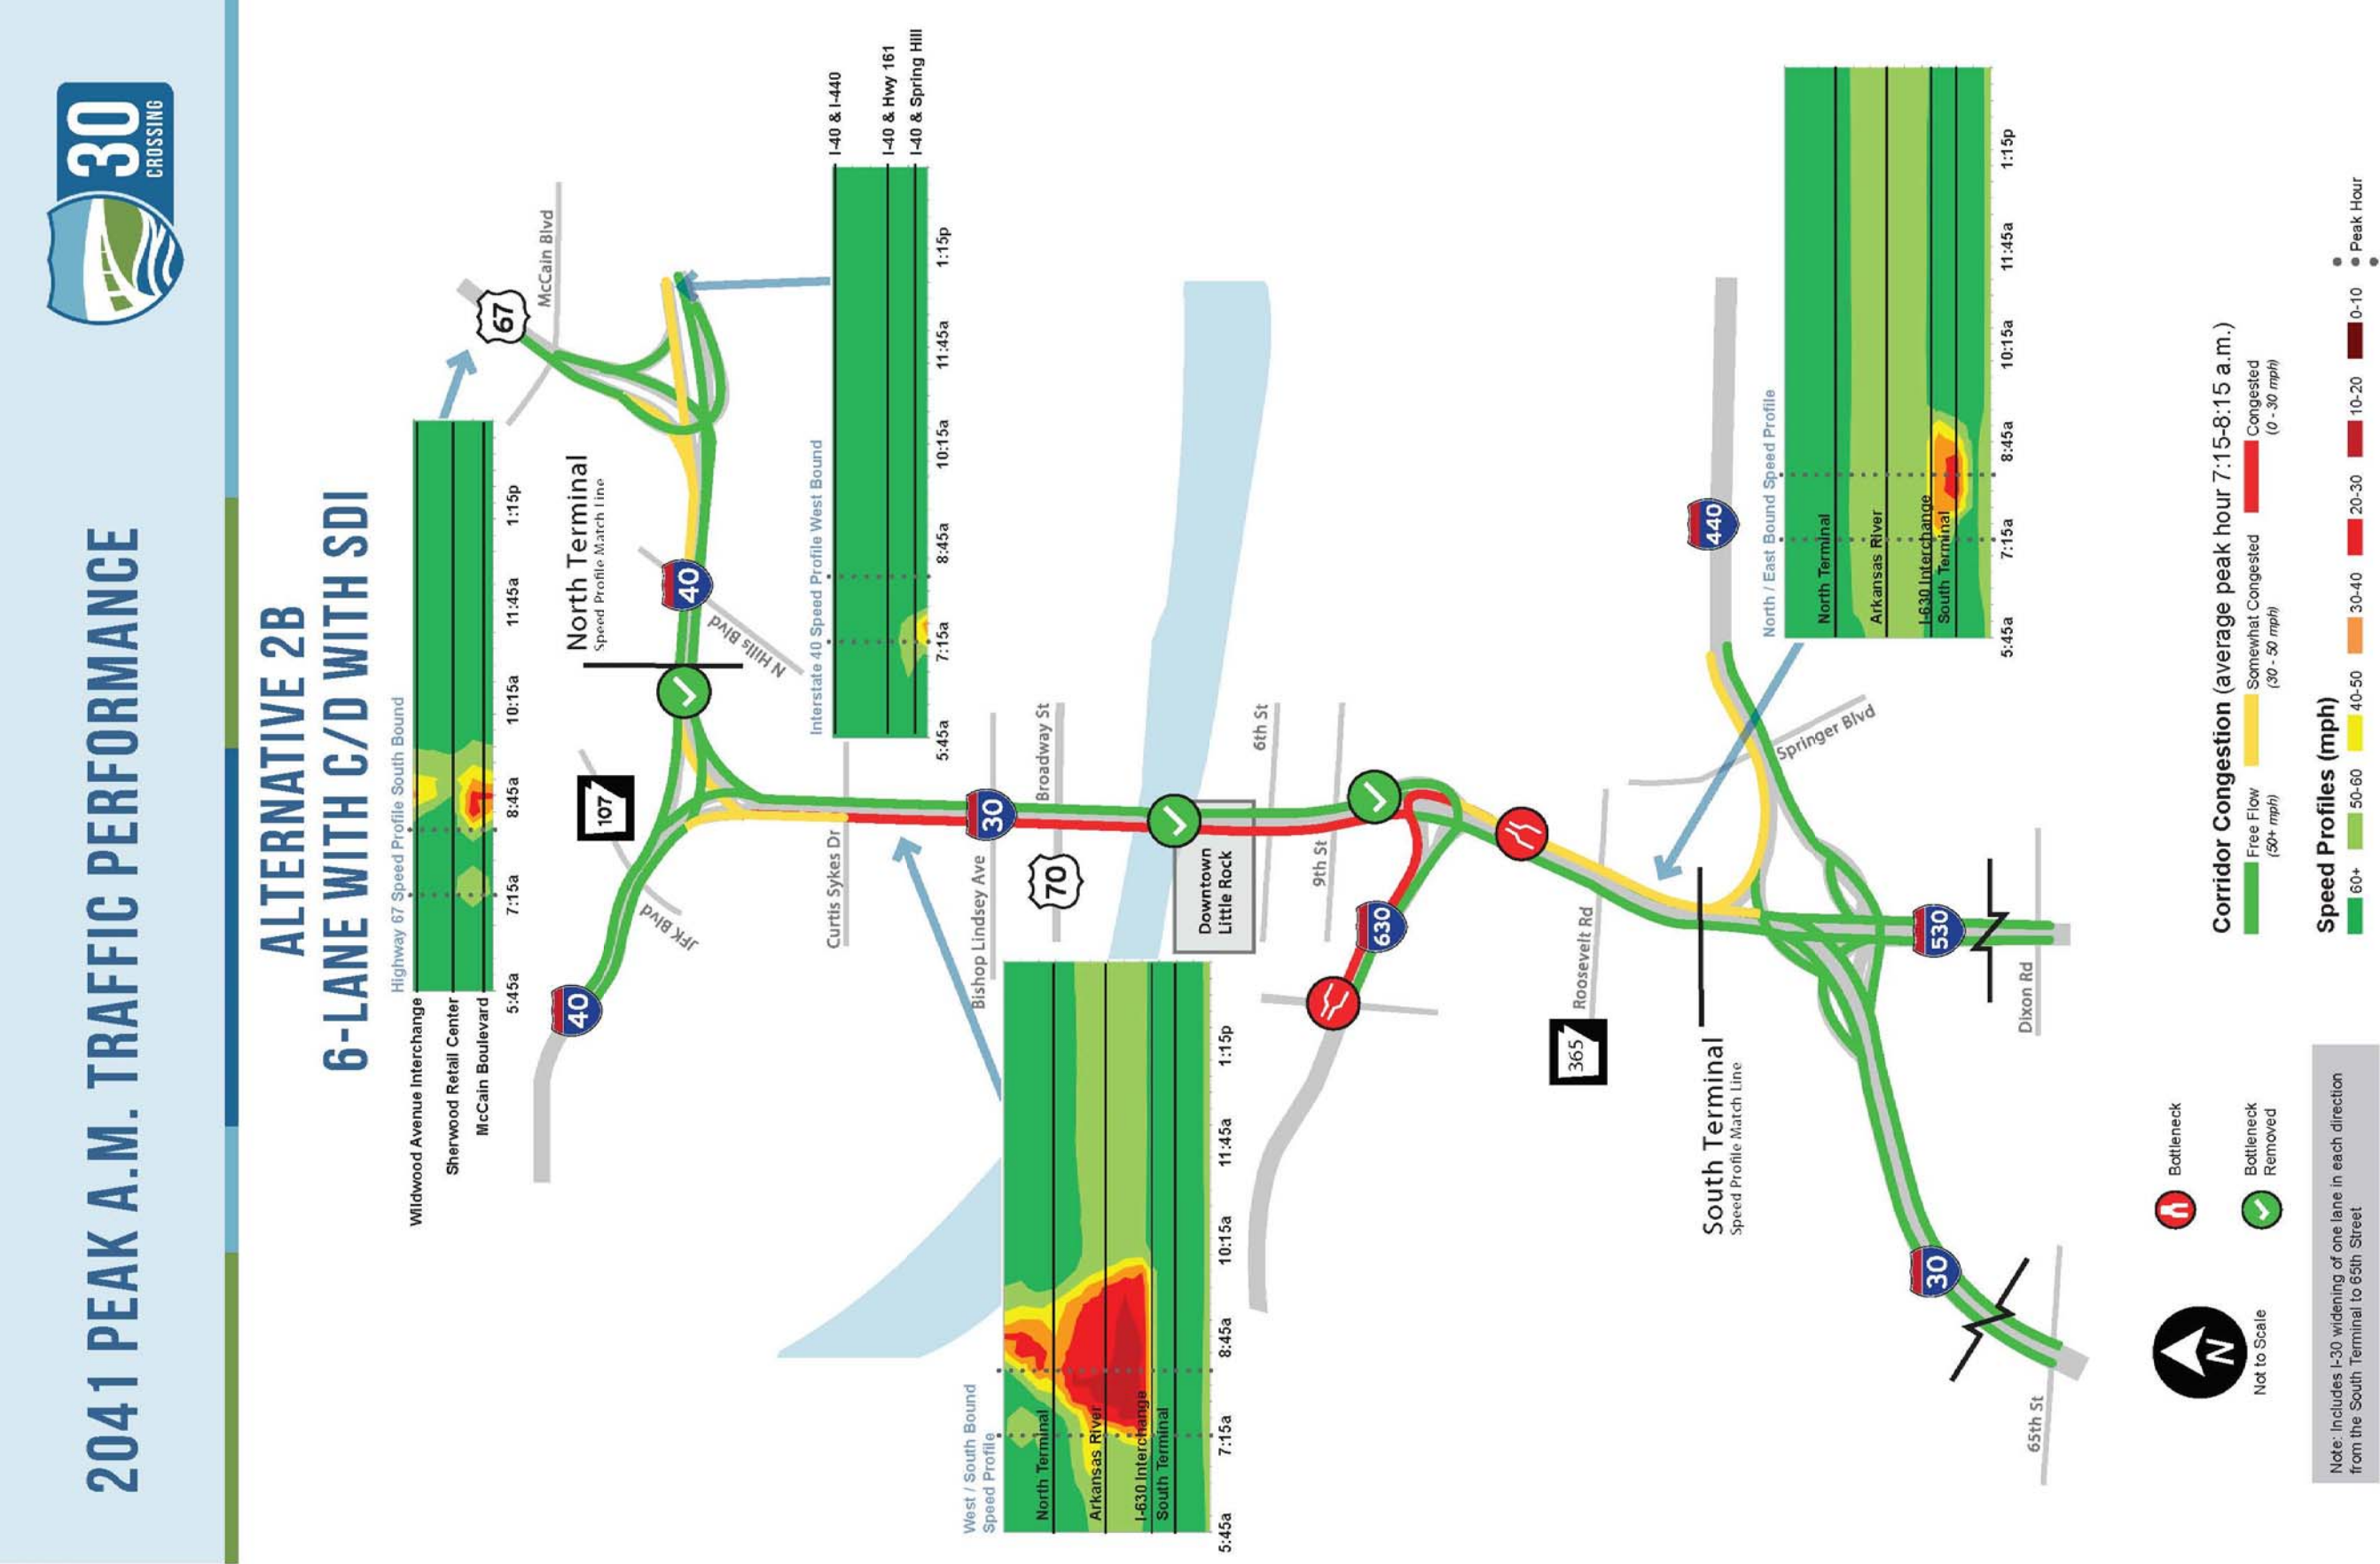 2041 PEAK A.M. TRAFFIC PERFORMANCE
30
CROSSING
ALTERNATIVE 2B
6-LANE WITH C/D WITH SDI
Highway 67 Speed Profile South Bound
Wildwood Avenue Interchange
Sherwood Retail Center
McCain Boulevard
5:45a 7:15a 8:45a 10:15a 11:45a 1:15p
67
McCain Blvd
North Terminal
Speed Profile Match Line
40
107
JFK Blvd
40
N Hills Blvd
Interstate 40 Speed Profile West Bound
I-40 & I-440
I-40 & Hwy 161
I-40 & Spring Hill
5:45a 7:15a 8:45a 10:15a 11:45a 1:15p
Curtis Sykes Dr
Bishop Lindsey Ave
30
Broadway St
70
West / South Bound
Speed Profile
North Terminal
Arkansas River
I-630 Interchange
South Terminal
5:45a 7:15a 8:45a 10:15a 11:45a 1:15p
Downtown
Little Rock
6th St
9th St
630
365
Roosevelt Rd
South Terminal
Speed Profile Match Line
440
Springer Blvd
North / East Bound Speed Profile
North Terminal
Arkansas River
I-630 Interchange
South Terminal
5:45a 7:15a 8:45a 10:15a 11:45a 1:15p
530
Dixon Rd
30
65th St
N
Not to Scale
Bottleneck
Bottleneck
Removed
Corridor Congestion (average peak hour 7:15-8:15 a.m.)
Free Flow
(50+ mph)
Somewhat Congested
(30 - 50 mph)
Congested
(0 - 30 mph)
Speed Profiles (mph)
60+ 50-60 40-50 30-40 20-30 10-20 0-10 Peak Hour
Note: Includes I-30 widening of one lane in each direction
from the South Terminal to 65th Street